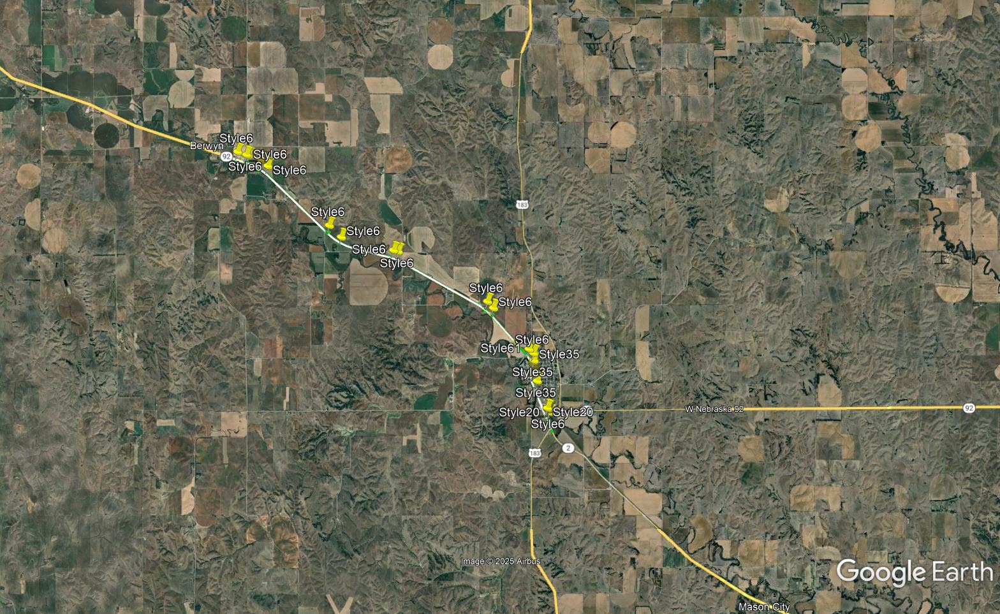 Style6
Berwyn
92
Style6
Style6
Style6
183
Style6
Style6
Style6
Style6
Style6
Style6
Style6
Style61
Style35
Style35
Style35
W Nebraska 92
92
Style20
Style20
Style6
2
183
Image © 2025 Airbus
Google Earth
Mason City